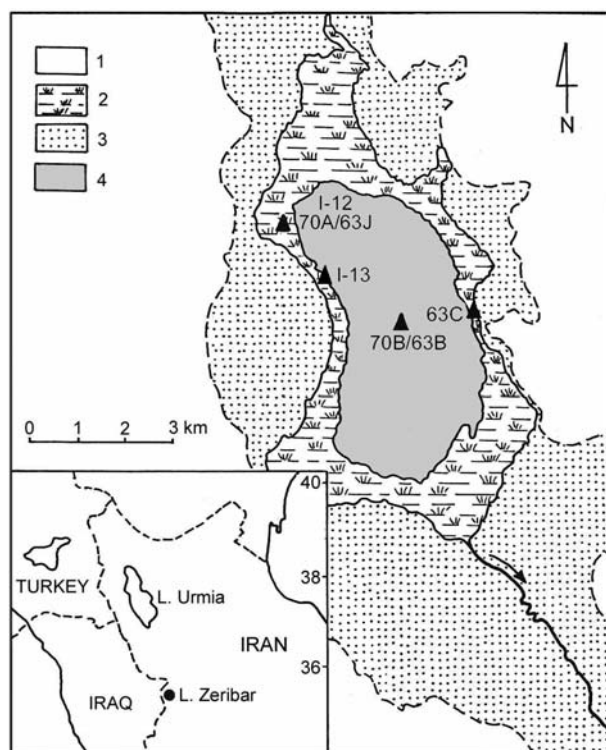 1
2
3
4
N
I-12
70A/63J
I-13
63C
70B/63B
0 1 2 3 km
40
38
36
TURKEY
L. Urmia
IRAN
IRAQ
L. Zeribar